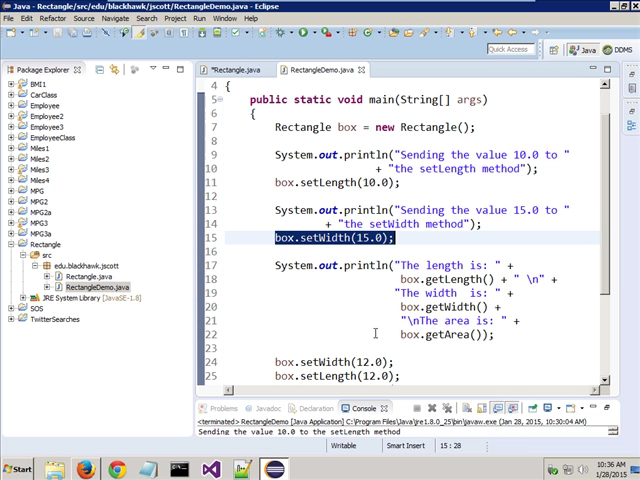 Java - Rectangle/src/edu/blackhawk/jscott/RectangleDemo.java - Eclipse
File Edit Refactor Source Navigate Search Project Run Window Help
Quick Access
Java
DDMS
Package Explorer
*Rectangle.java
RectangleDemo.java
BMI1
CarClass
Employee
Employee2
Employee3
EmployeeClass
Miles1
Miles2
Miles3
Miles4
MPG
MPG2
MPG2a
MPG3
MPG3a
Rectangle
src
edu.blackhawk.jscott
Rectangle.java
RectangleDemo.java
JRE System Library [JavaSE-1.8]
SOS
TwitterSearches
4 {
5 public static void main(String[] args)
6 {
7 Rectangle box = new Rectangle();
8
9 System.out.println("Sending the value 10.0 to "
10 + "the setLength method");
11 box.setLength(10.0);
12
13 System.out.println("Sending the value 15.0 to "
14 + "the setWidth method");
15 box.setWidth(15.0);
16
17 System.out.println("The length is: " +
18 box.getLength() + " \n" +
19 "The width  is: " +
20 box.getWidth() +
21 "\nThe area is: " +
22 box.getArea());
23
24 box.setWidth(12.0);
25 box.setLength(12.0);
Problems Javadoc Declaration Console
<terminated> RectangleDemo [Java Application] C:\Program Files\Java\jre1.8.0_25\bin\javaw.exe (Jan 28, 2015, 10:30:04 AM)
Sending the value 10.0 to the setLength method
Writable
Smart Insert
15 : 28
Start
10:36 AM
1/28/2015